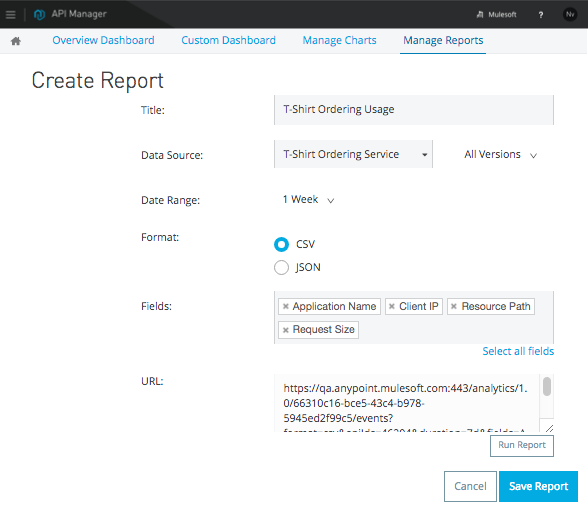 API Manager
Mulesoft
?
Nv
Overview Dashboard
Custom Dashboard
Manage Charts
Manage Reports
Create Report
Title:
T-Shirt Ordering Usage
Data Source:
T-Shirt Ordering Service
All Versions
Date Range:
1 Week
Format:
CSV
JSON
Fields:
× Application Name
× Client IP
× Resource Path
× Request Size
Select all fields
URL:
https://qa.anypoint.mulesoft.com:443/analytics/1.
0/66310c16-bce5-43c4-b978-
5945ed2f99c5/events?
Run Report
Cancel
Save Report